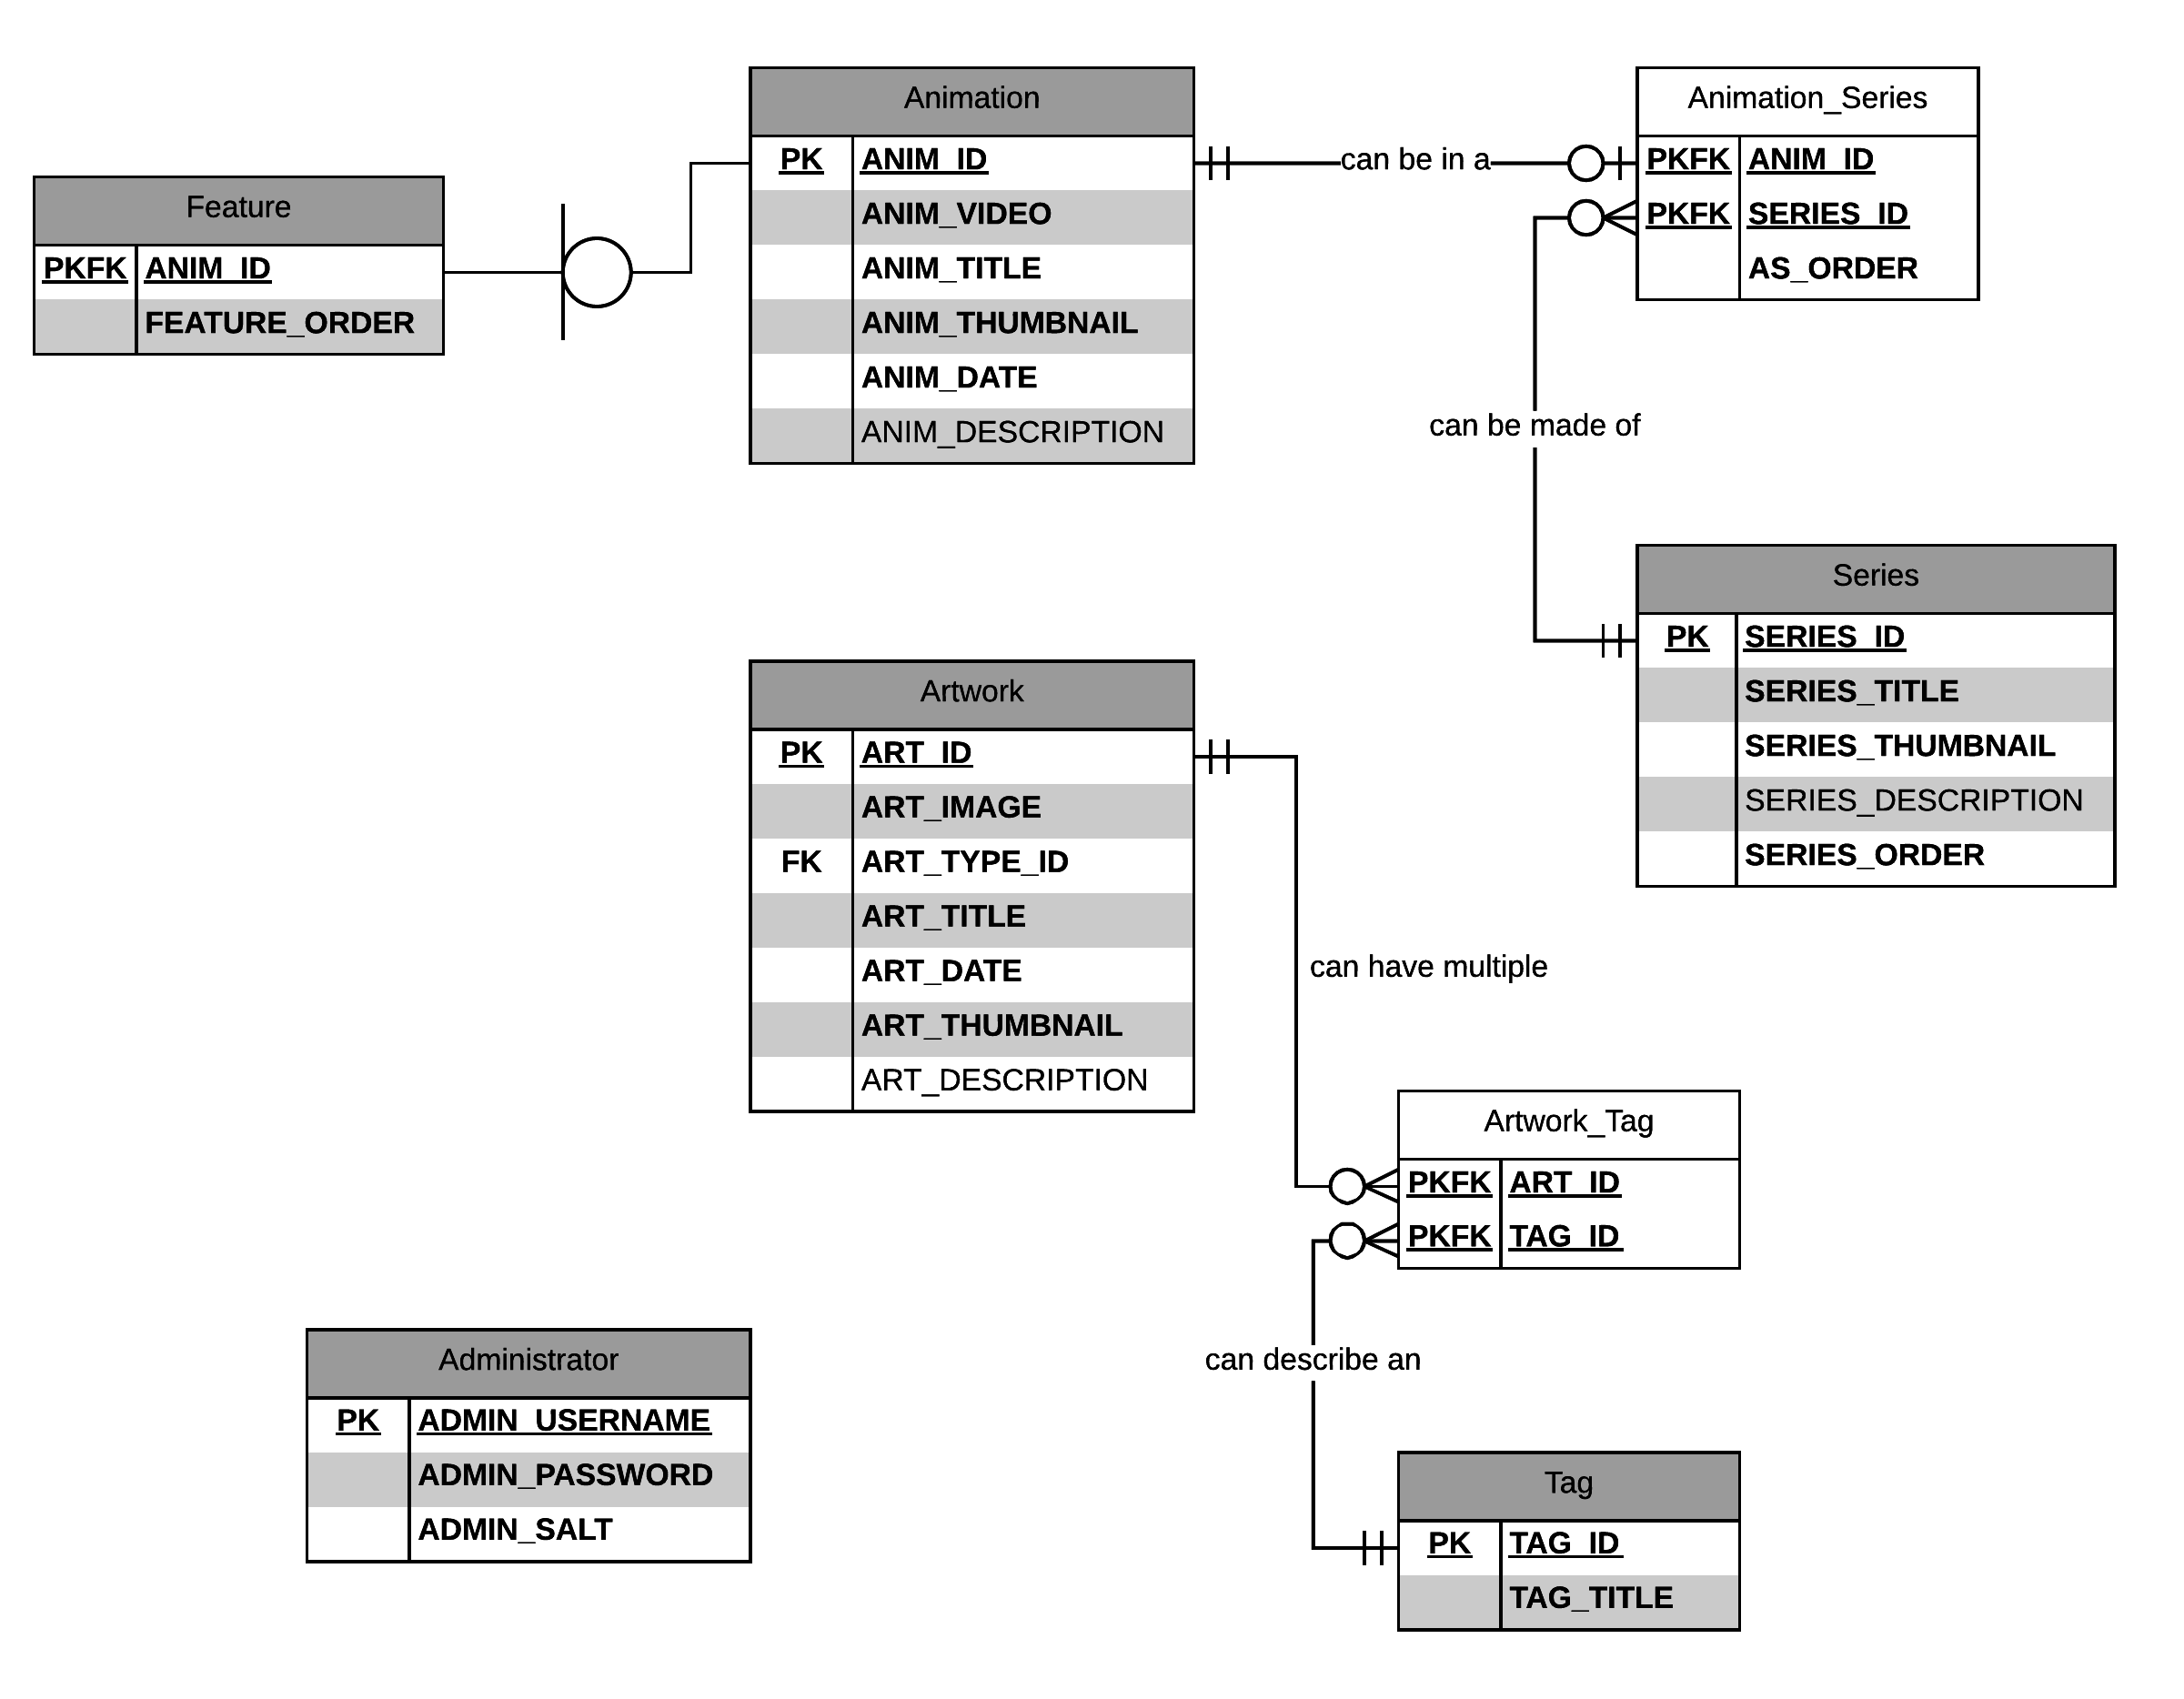 Animation
PK ANIM_ID
ANIM_VIDEO
ANIM_TITLE
ANIM_THUMBNAIL
ANIM_DATE
ANIM_DESCRIPTION
Animation_Series
PKFK ANIM_ID
PKFK SERIES_ID
AS_ORDER
can be in a
Feature
PKFK ANIM_ID
FEATURE_ORDER
can be made of
Series
PK SERIES_ID
SERIES_TITLE
SERIES_THUMBNAIL
SERIES_DESCRIPTION
SERIES_ORDER
Artwork
PK ART_ID
ART_IMAGE
FK ART_TYPE_ID
ART_TITLE
ART_DATE
ART_THUMBNAIL
ART_DESCRIPTION
can have multiple
Artwork_Tag
PKFK ART_ID
PKFK TAG_ID
can describe an
Administrator
PK ADMIN_USERNAME
ADMIN_PASSWORD
ADMIN_SALT
Tag
PK TAG_ID
TAG_TITLE